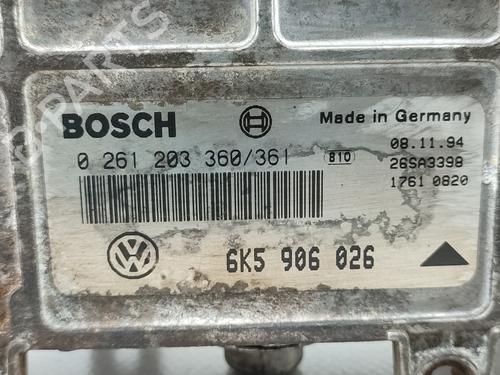 BOSCH
Made in Germany
0 261 203 360/361
810
08.11.94
26SA3398
1761 0820
6K5 906 026